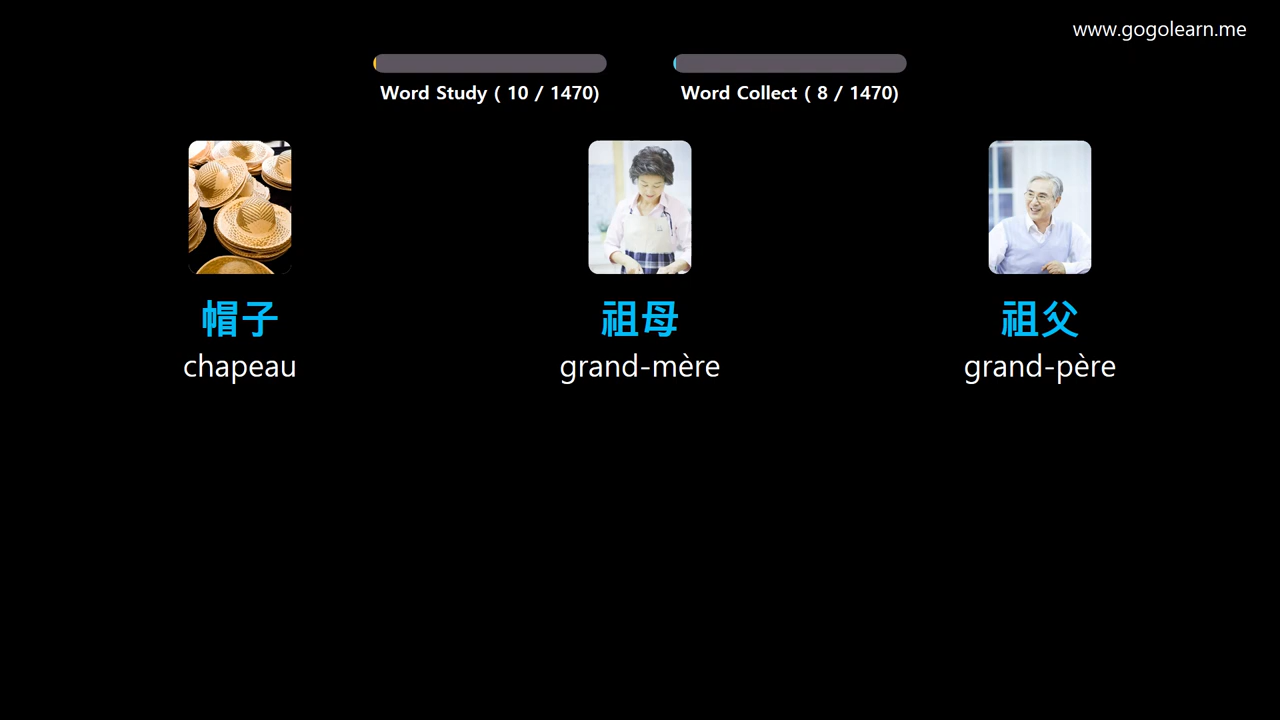 www.gogolearn.me
Word Study ( 10 / 1470)
Word Collect ( 8 / 1470)
帽子
祖母
祖父
chapeau
grand-mère
grand-père